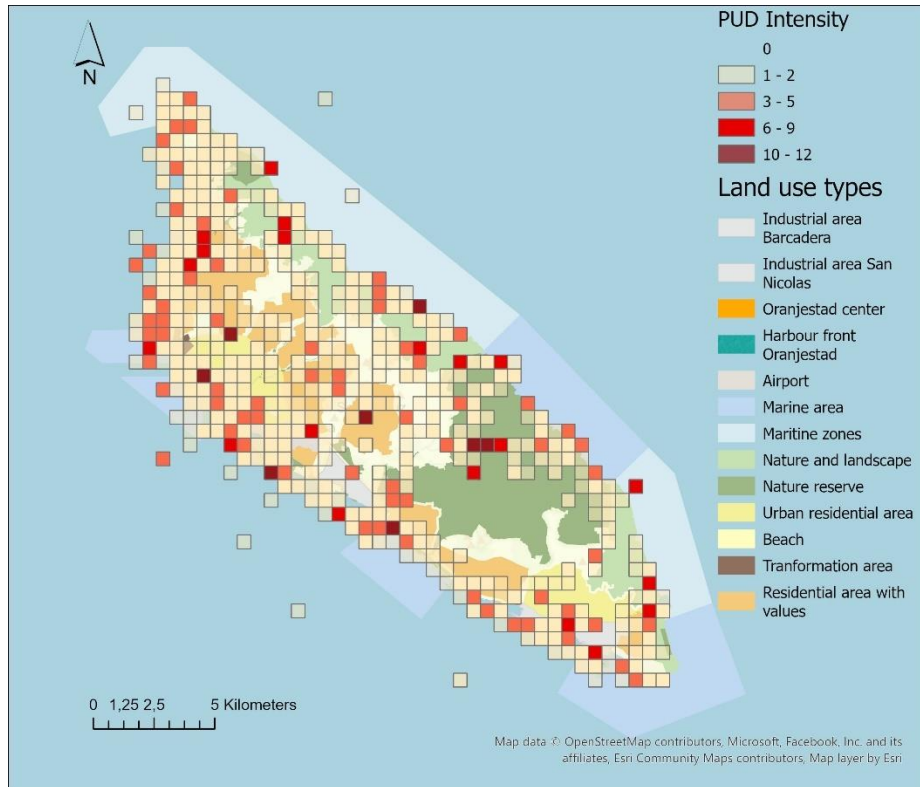 PUD Intensity
0
1 - 2
3 - 5
6 - 9
10 - 12
Land use types
Industrial area
Barcadera
Industrial area San
Nicolas
Oranjestad center
Harbour front
Oranjestad
Airport
Marine area
Maritine zones
Nature and landscape
Nature reserve
Urban residential area
Beach
Tranformation area
Residential area with
values
N
0 1,25 2,5 5 Kilometers
Map data © OpenStreetMap contributors, Microsoft, Facebook, Inc. and its
affiliates, Esri Community Maps contributors, Map layer by Esri